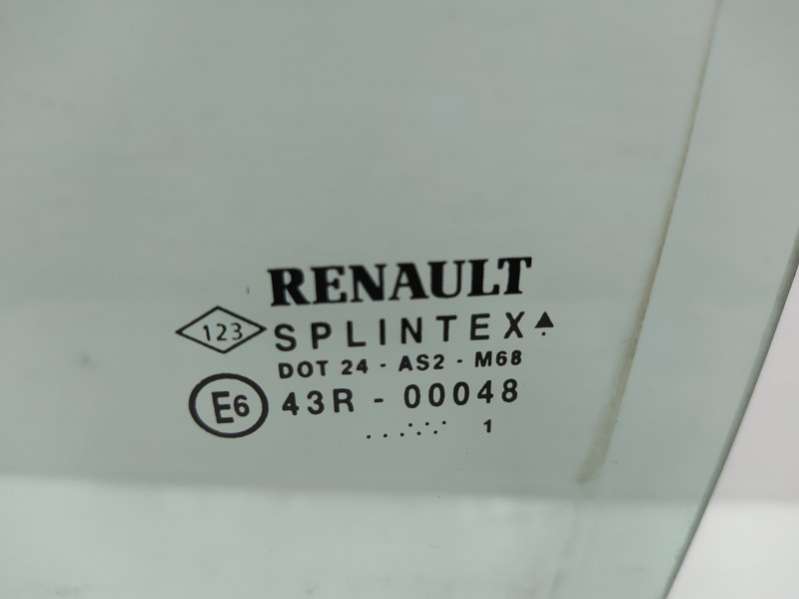 RENAULT
123 SPLINTEX
DOT 24 - AS2 - M68
E6 43R - 00048
1